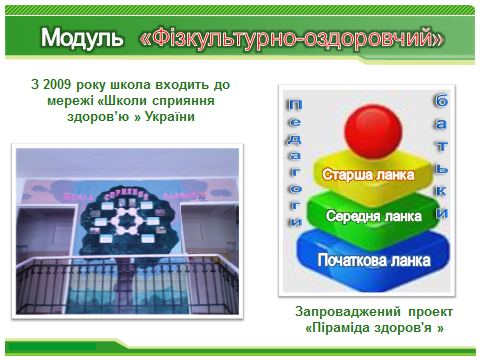 Модуль «Фізкультурно-оздоровчий»
З 2009 року школа входить до
мережі «Школи сприяння
здоров’ю » України
СПРИЯННЯ
Педагоги
батьки
Старша ланка
Середня ланка
Початкова ланка
Запроваджений проект
«Піраміда здоров'я »